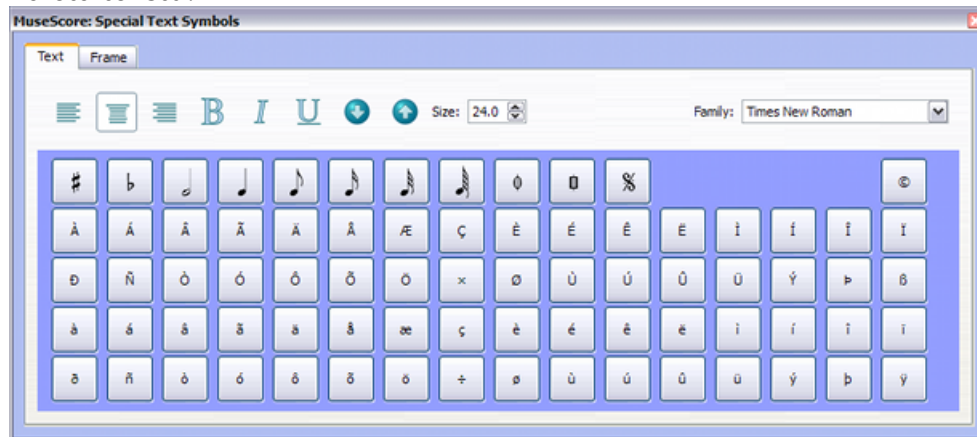 MuseScore: Special Text Symbols
Text Frame
B I U Size: 24.0 Family: Times New Roman
♯ ♭ 𝅗𝅥 ♩ ♪ 𝅘𝅥𝅯 𝅘𝅥𝅰 𝅘𝅥𝅱 𝄋 ©
À Á Â Ã Ä Å Æ Ç È É Ê Ë Ì Í Î Ï
Ð Ñ Ò Ó Ô Õ Ö × Ø Ù Ú Û Ü Ý Þ ß
à á â ã ä å æ ç è é ê ë ì í î ï
ð ñ ò ó ô õ ö ÷ ø ù ú û ü ý þ ÿ